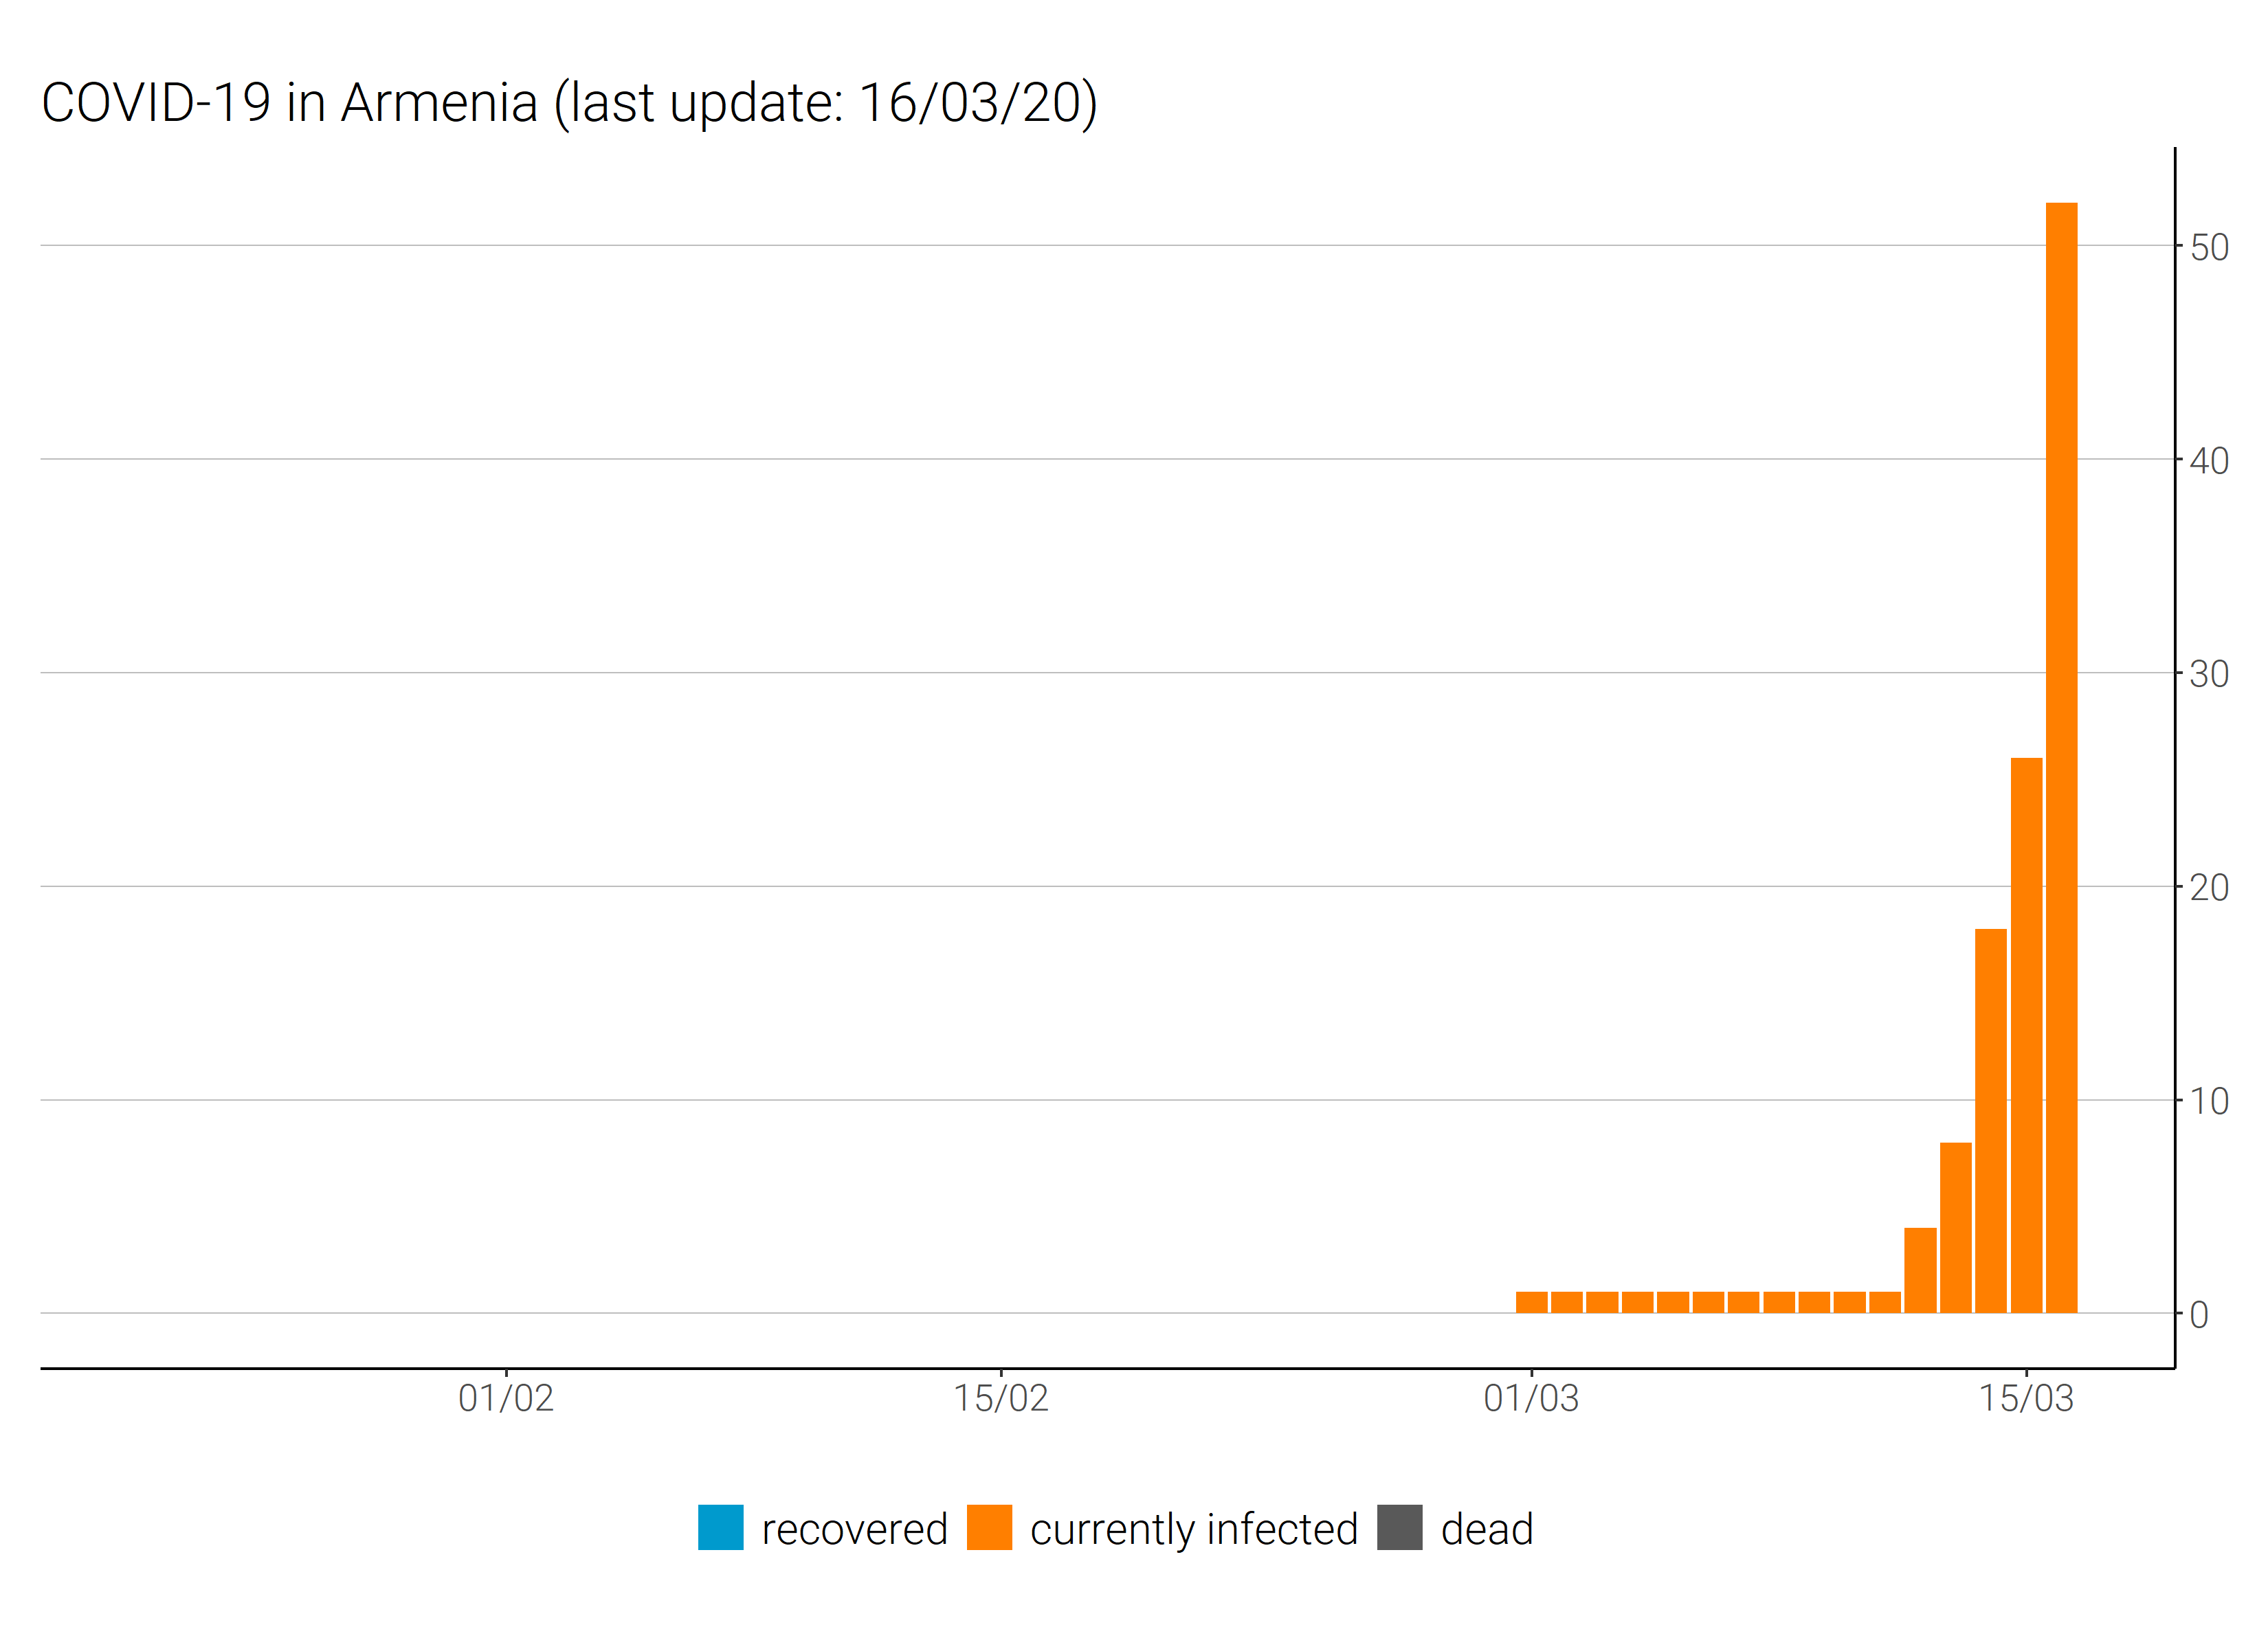 COVID-19 in Armenia (last update: 16/03/20)
50
40
30
20
10
0
01/02 15/02 01/03 15/03
recovered currently infected dead